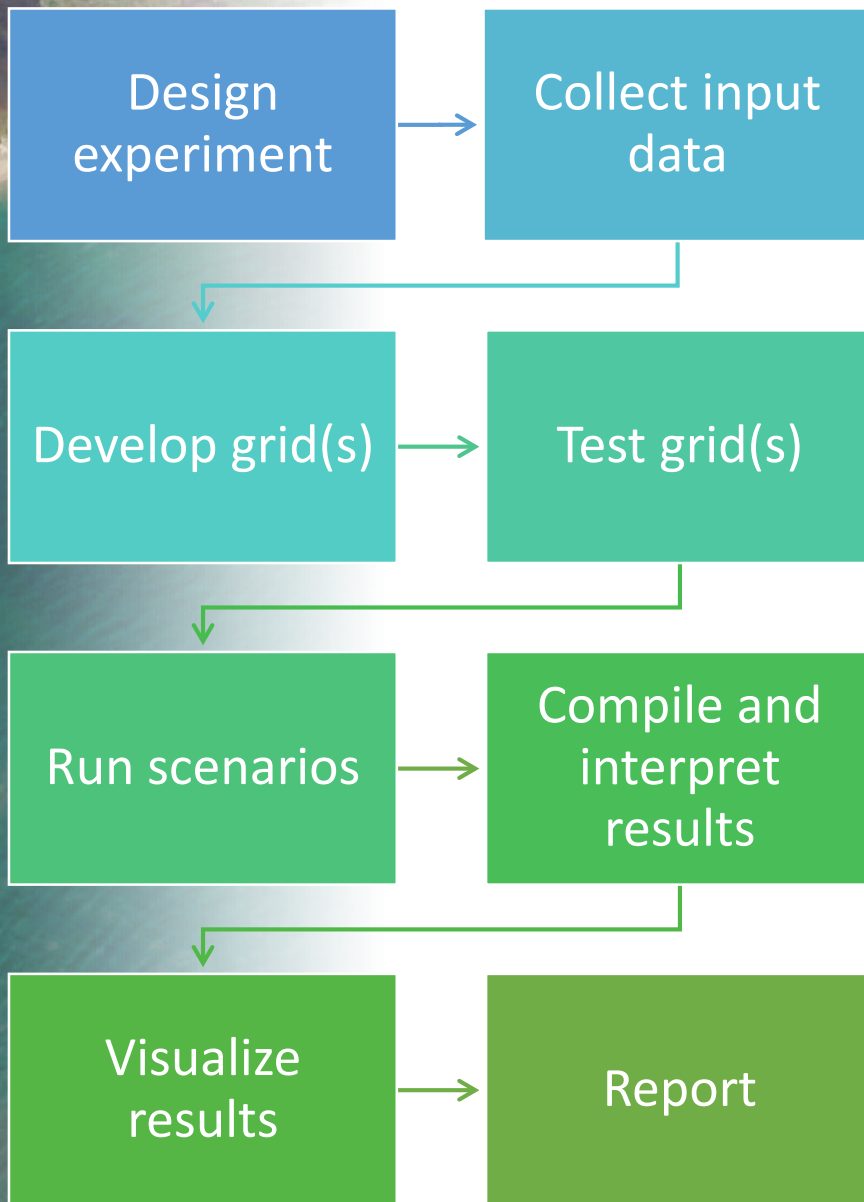 Design
experiment
Collect input
data
Develop grid(s)
Test grid(s)
Run scenarios
Compile and
interpret
results
Visualize
results
Report